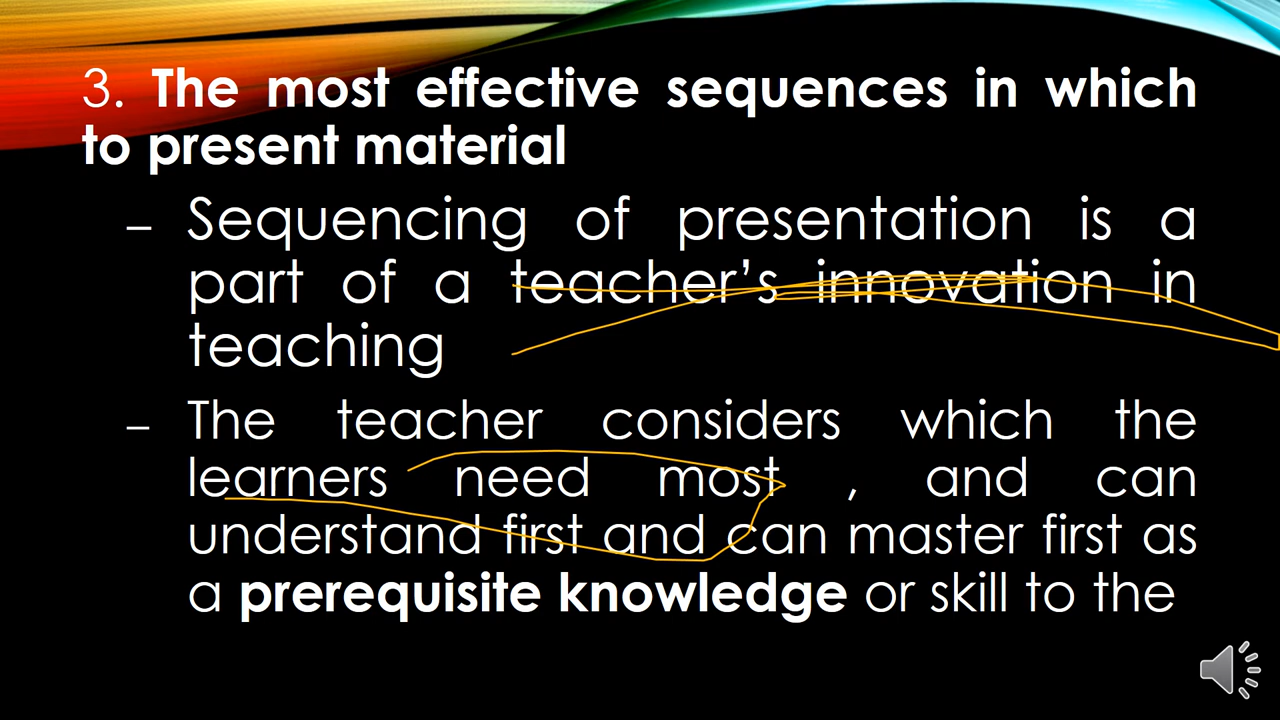 3. The most effective sequences in which
to present material
– Sequencing of presentation is a
part of a teacher’s innovation in
teaching
– The teacher considers which the
learners need most , and can
understand first and can master first as
a prerequisite knowledge or skill to the